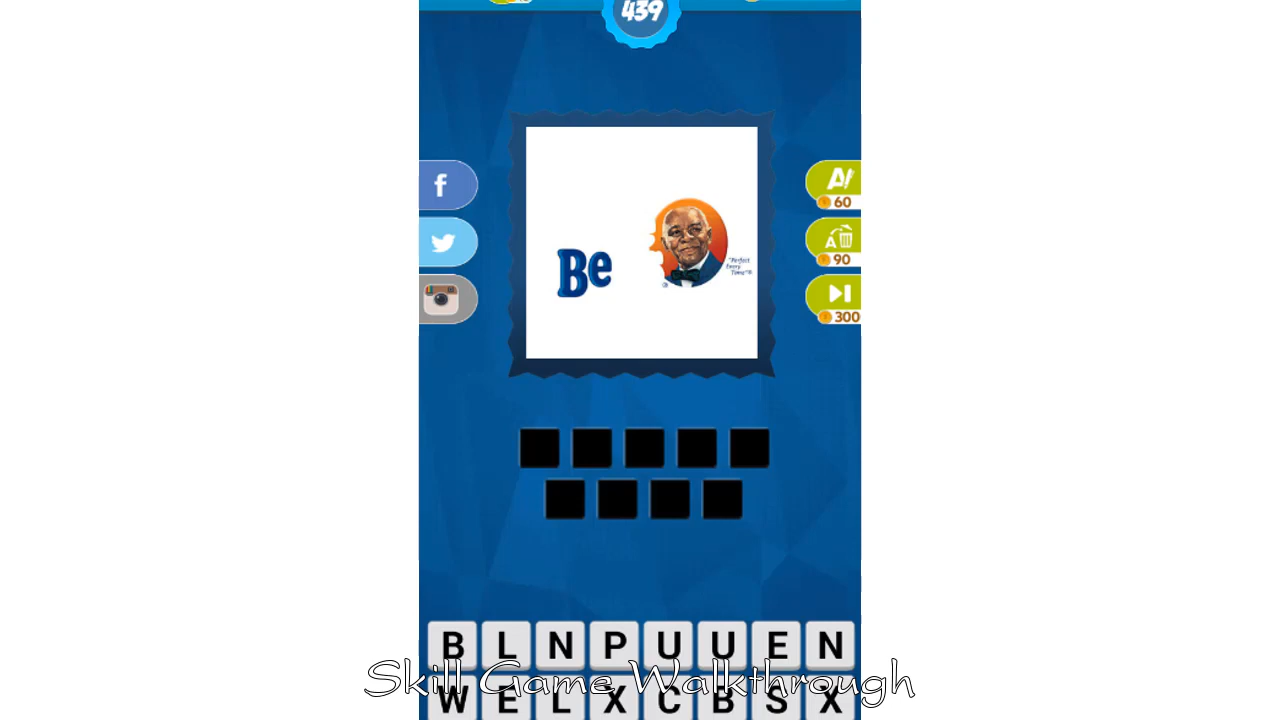 439
f
A
60
A
90
300
Be
"Perfect
Every
Time"®
®
B L N P U U E N
W E L X C B S X
Skill Game Walkthrough